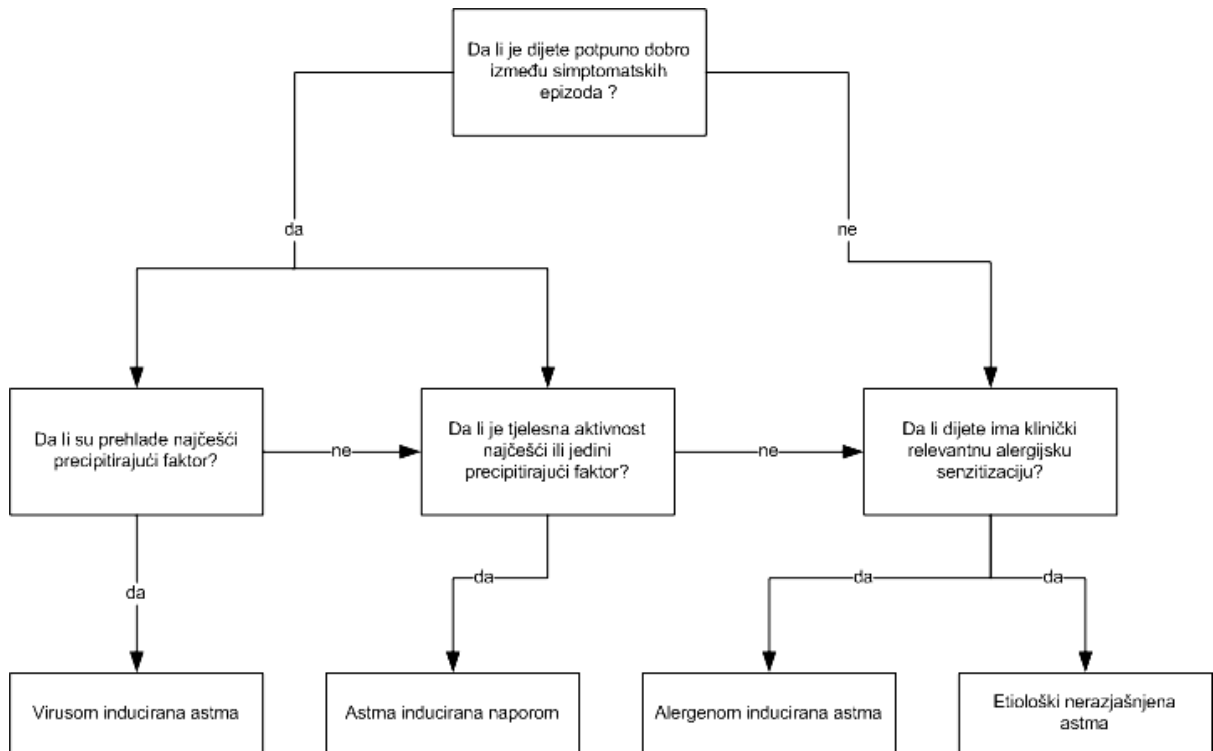 Da li je dijete potpuno dobro
između simptomatskih
epizoda ?
da
ne
Da li su prehlade najčešći
precipitirajući faktor?
ne
Da li je tjelesna aktivnost
najčešći ili jedini
precipitirajući faktor?
ne
Da li dijete ima klinički
relevantnu alergijsku
senzitizaciju?
da
da
da
da
Virusom inducirana astma
Astma inducirana naporom
Alergenom inducirana astma
Etiološki nerazjašnjena
astma